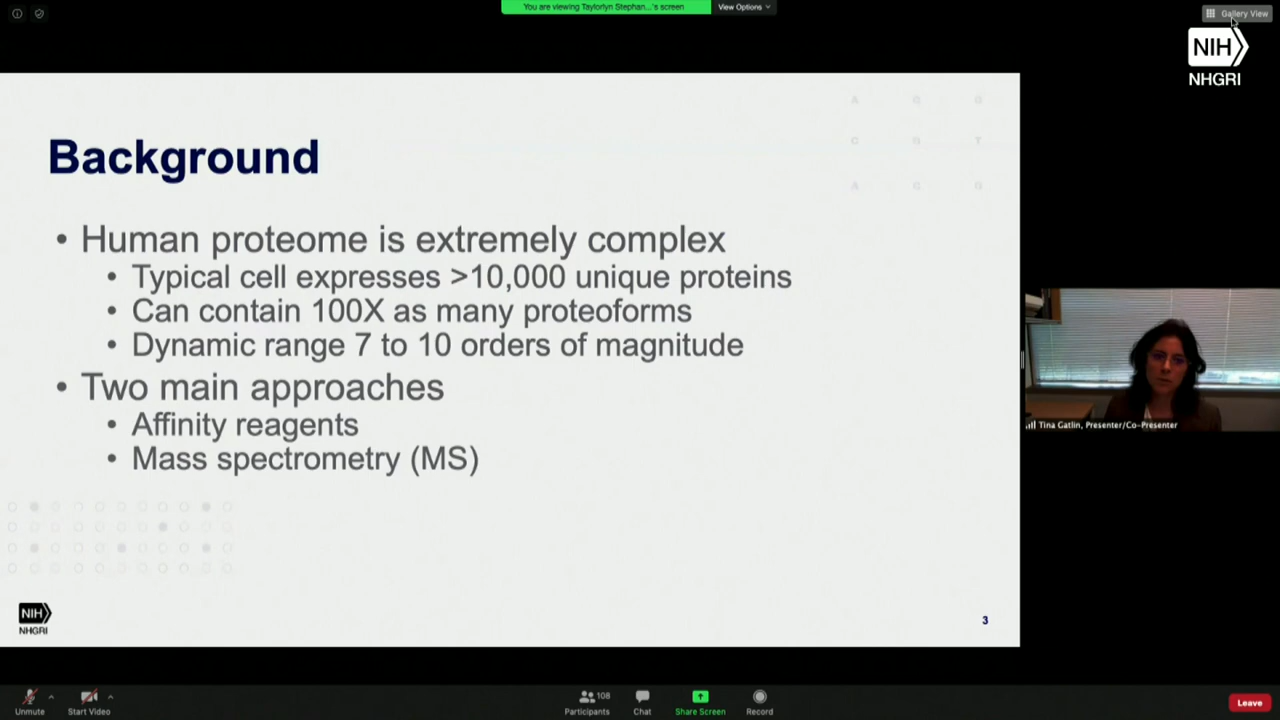 You are viewing Taylorlyn Stephan...'s screen
View Options
Gallery View
NIH
NHGRI
Background
• Human proteome is extremely complex
• Typical cell expresses >10,000 unique proteins
• Can contain 100X as many proteoforms
• Dynamic range 7 to 10 orders of magnitude
• Two main approaches
• Affinity reagents
• Mass spectrometry (MS)
Tina Gatlin, Presenter/Co-Presenter
NIH
NHGRI
3
Unmute
Start Video
108
Participants
Chat
Share Screen
Record
Leave